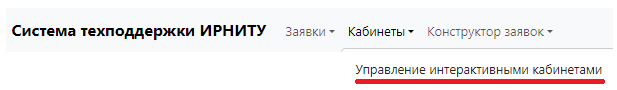 Система техподдержки ИРНИТУ Заявки Кабинеты Конструктор заявок
Управление интерактивными кабинетами